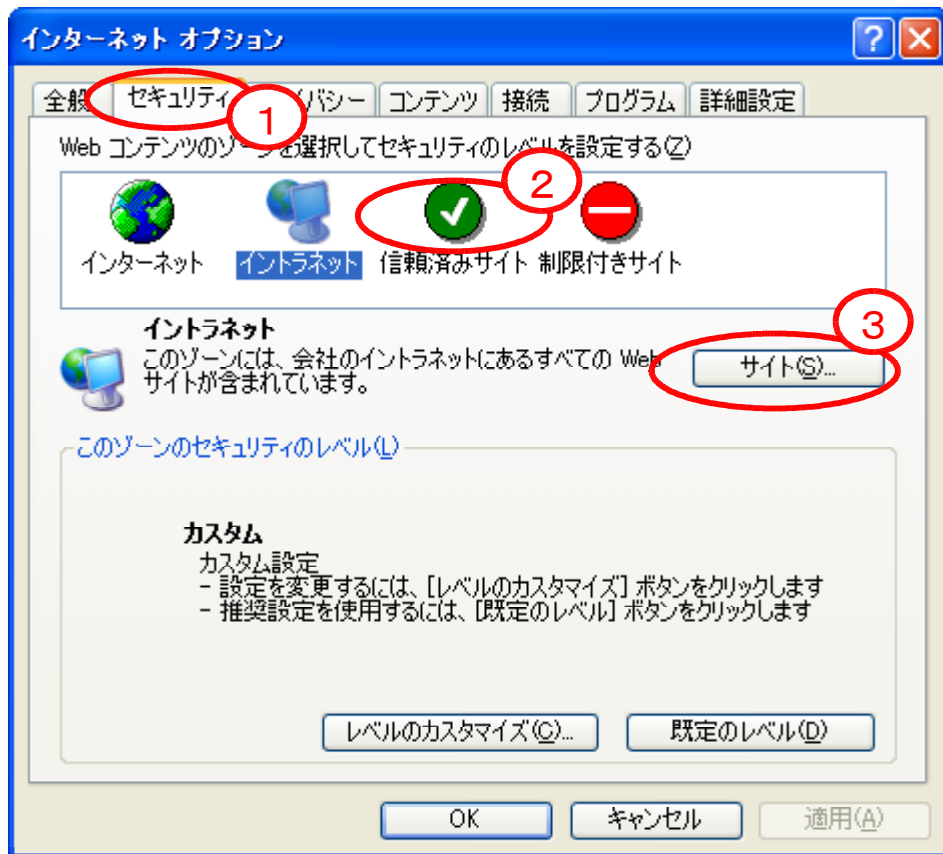 インターネット オプション
全般 セキュリティ イバシー コンテンツ 接続 プログラム 詳細設定
1
Web コンテンツのゾーンを選択してセキュリティのレベルを設定する(Z)
2
インターネット イントラネット 信頼済みサイト 制限付きサイト
3
イントラネット
このゾーンには、会社のイントラネットにあるすべての Web
サイトが含まれています。
サイト(S)...
このゾーンのセキュリティのレベル(L)
カスタム
カスタム設定
- 設定を変更するには、[レベルのカスタマイズ] ボタンをクリックします
- 推奨設定を使用するには、[既定のレベル] ボタンをクリックします
レベルのカスタマイズ(C)... 既定のレベル(D)
OK キャンセル 適用(A)